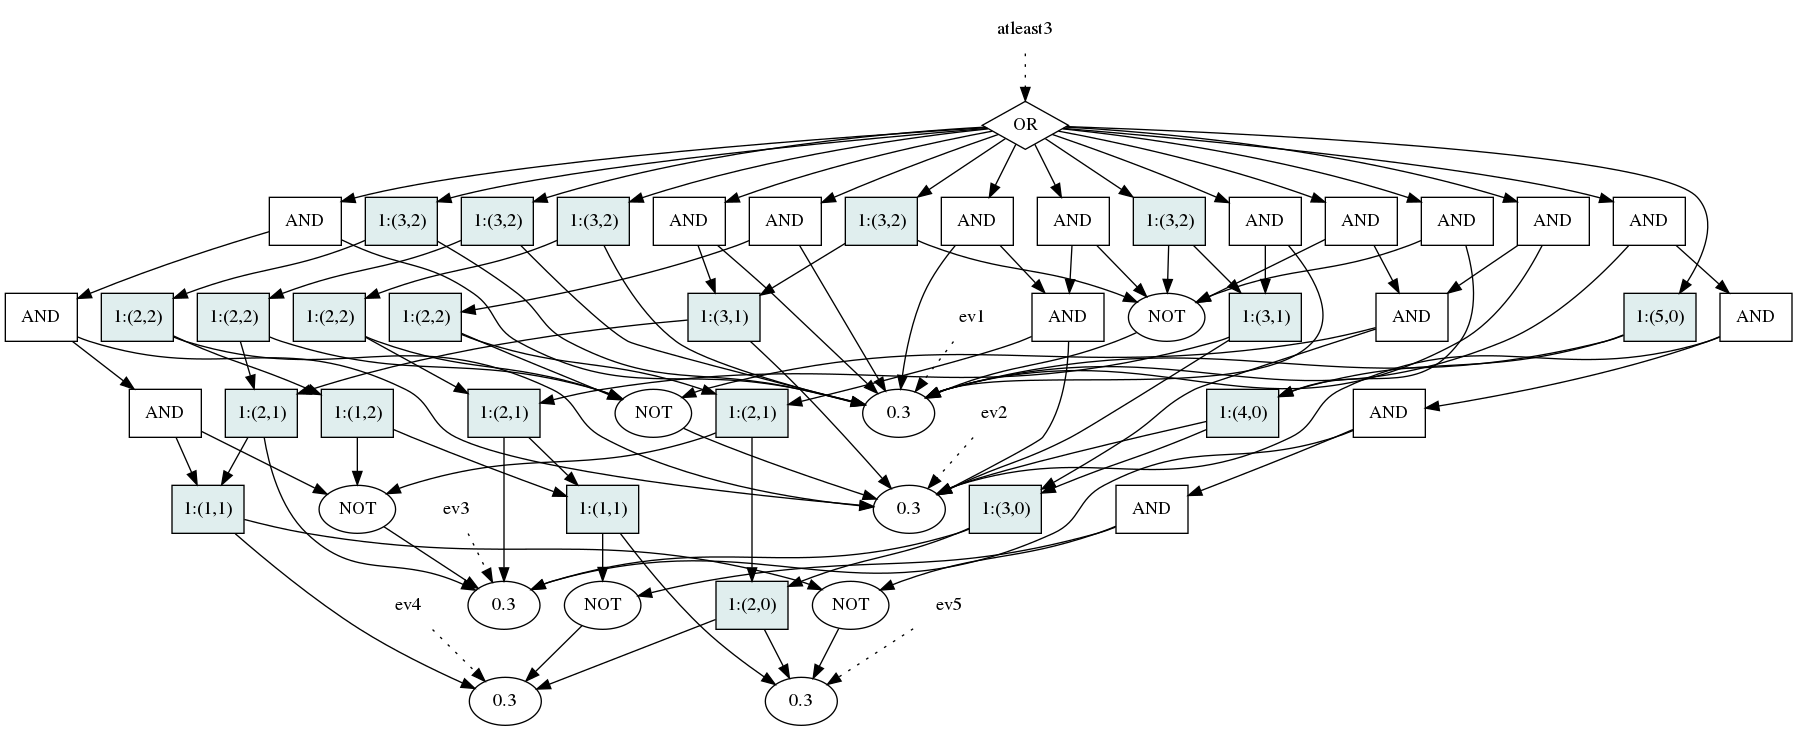 atleast3
OR
AND 1:(3,2) 1:(3,2) 1:(3,2) AND AND 1:(3,2) AND AND 1:(3,2) AND AND AND AND AND
AND 1:(2,2) 1:(2,2) 1:(2,2) 1:(2,2) 1:(3,1) ev1 AND NOT 1:(3,1) AND 1:(5,0) AND
AND 1:(2,1) 1:(1,2) 1:(2,1) NOT 1:(2,1) 0.3 ev2 1:(4,0) AND
1:(1,1) NOT ev3 1:(1,1) 0.3 1:(3,0) AND
ev4 0.3 NOT 1:(2,0) NOT ev5
0.3 0.3